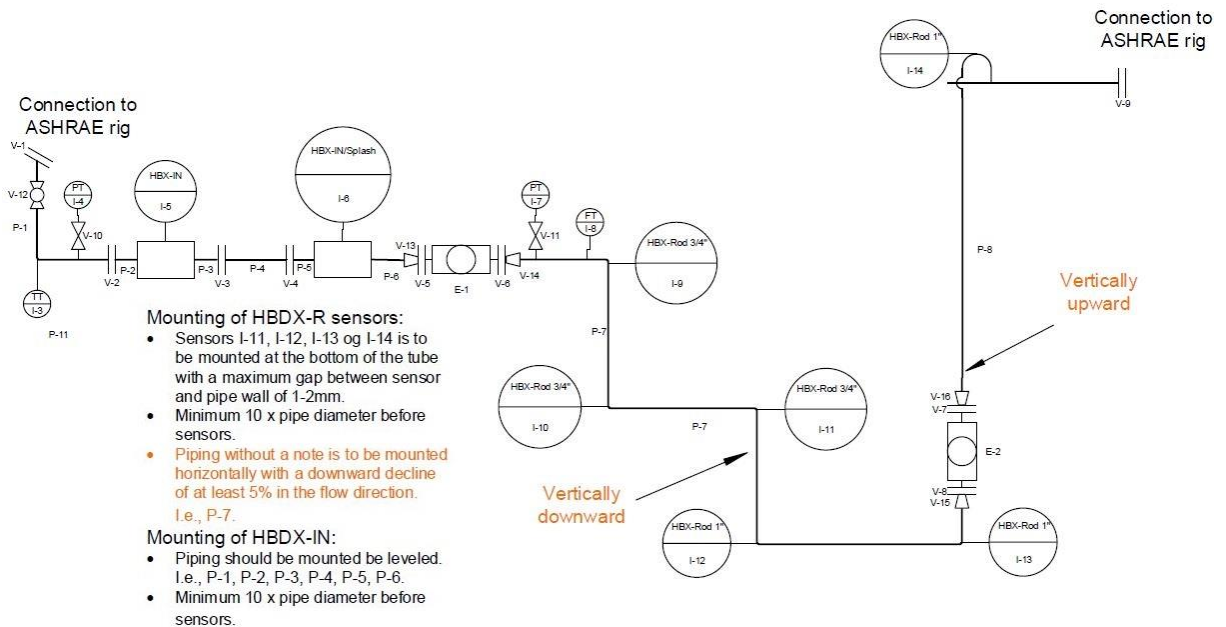 Connection to
ASHRAE rig
V-1
V-12
P-1
PT
I-4
V-10
TT
I-3
P-11
V-2
P-2
HBX-IN
I-5
P-3
V-3
P-4
V-4
P-5
HBX-IN/Splash
I-6
P-6
V-13
V-5
E-1
V-6
V-14
PT
I-7
V-11
FT
I-8
HBX-Rod 3/4"
I-9
P-7
HBX-Rod 3/4"
I-10
P-7
HBX-Rod 3/4"
I-11
Vertically
downward
HBX-Rod 1"
I-12
HBX-Rod 1"
I-13
V-15
V-8
E-2
V-7
V-16
Vertically
upward
P-8
HBX-Rod 1"
I-14
Connection to
ASHRAE rig
V-9
Mounting of HBDX-R sensors:
• Sensors I-11, I-12, I-13 og I-14 is to
be mounted at the bottom of the tube
with a maximum gap between sensor
and pipe wall of 1-2mm.
• Minimum 10 x pipe diameter before
sensors.
• Piping without a note is to be mounted
horizontally with a downward decline
of at least 5% in the flow direction.
I.e., P-7.
Mounting of HBDX-IN:
• Piping should be mounted be leveled.
I.e., P-1, P-2, P-3, P-4, P-5, P-6.
• Minimum 10 x pipe diameter before
sensors.